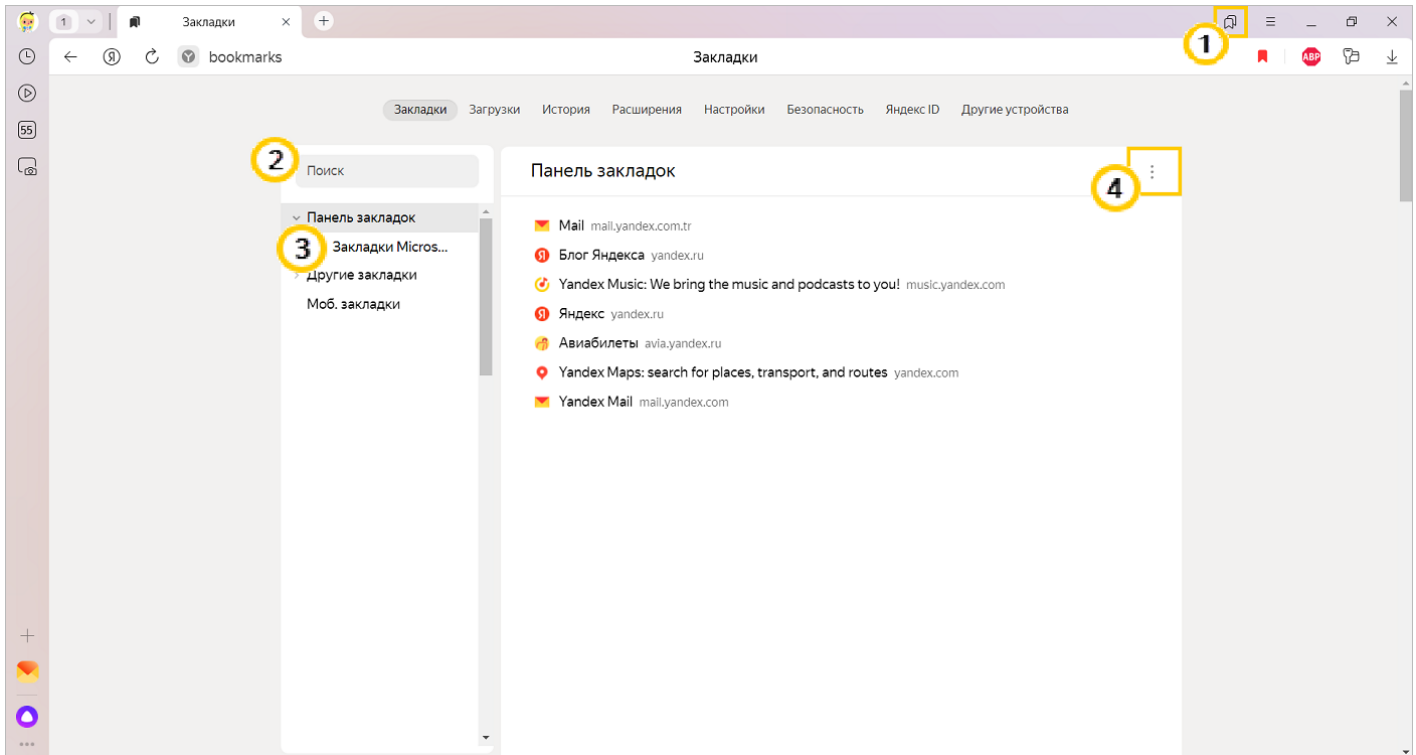 1 Закладки
1
bookmarks Закладки ABP
55
Закладки Загрузки История Расширения Настройки Безопасность Яндекс ID Другие устройства
2 Поиск
Панель закладок
3 Закладки Micros...
Другие закладки
Моб. закладки
Панель закладок
4
Mail mail.yandex.com.tr
Я Блог Яндекса yandex.ru
Yandex Music: We bring the music and podcasts to you! music.yandex.com
Я Яндекс yandex.ru
Авиабилеты avia.yandex.ru
Yandex Maps: search for places, transport, and routes yandex.com
Yandex Mail mail.yandex.com